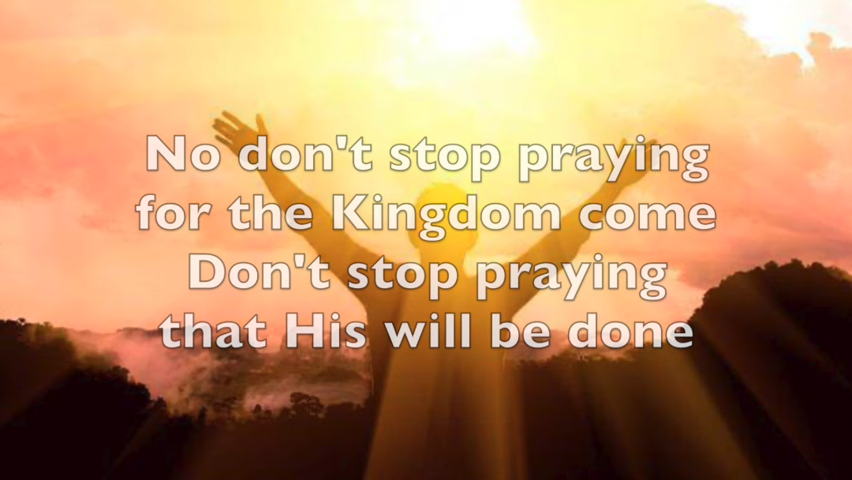 No don't stop praying
for the Kingdom come
Don't stop praying
that His will be done